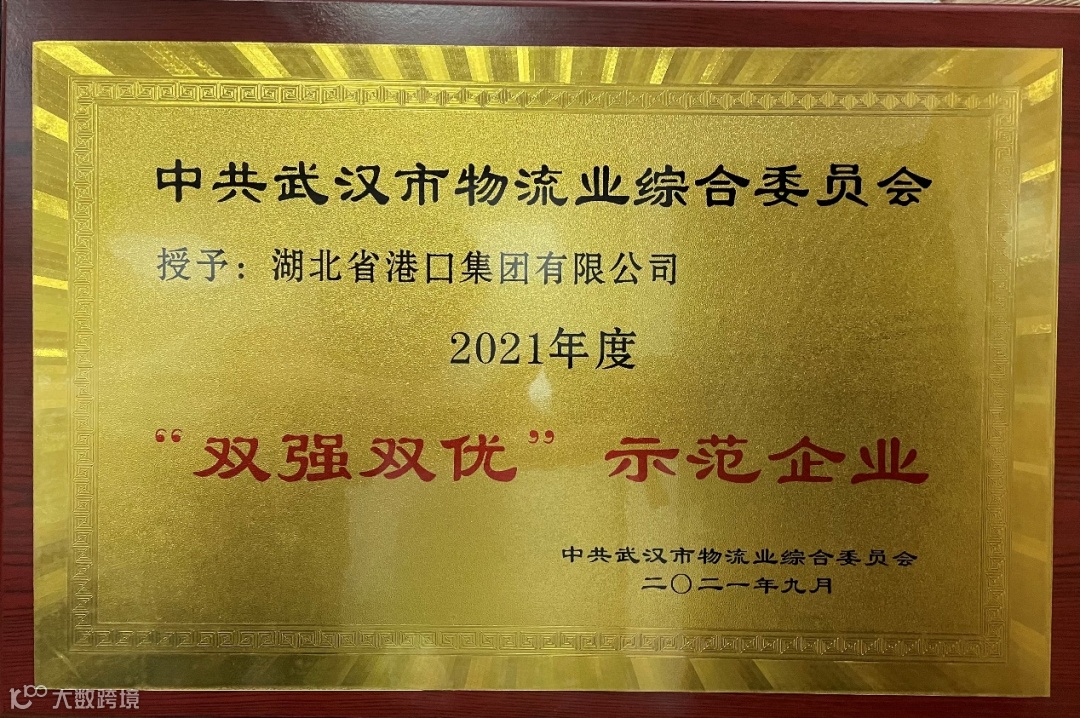 中共武汉市物流业综合委员会
授予：湖北省港口集团有限公司
2021年度
“双强双优”示范企业
中共武汉市物流业综合委员会
二〇二一年九月
大数跨境